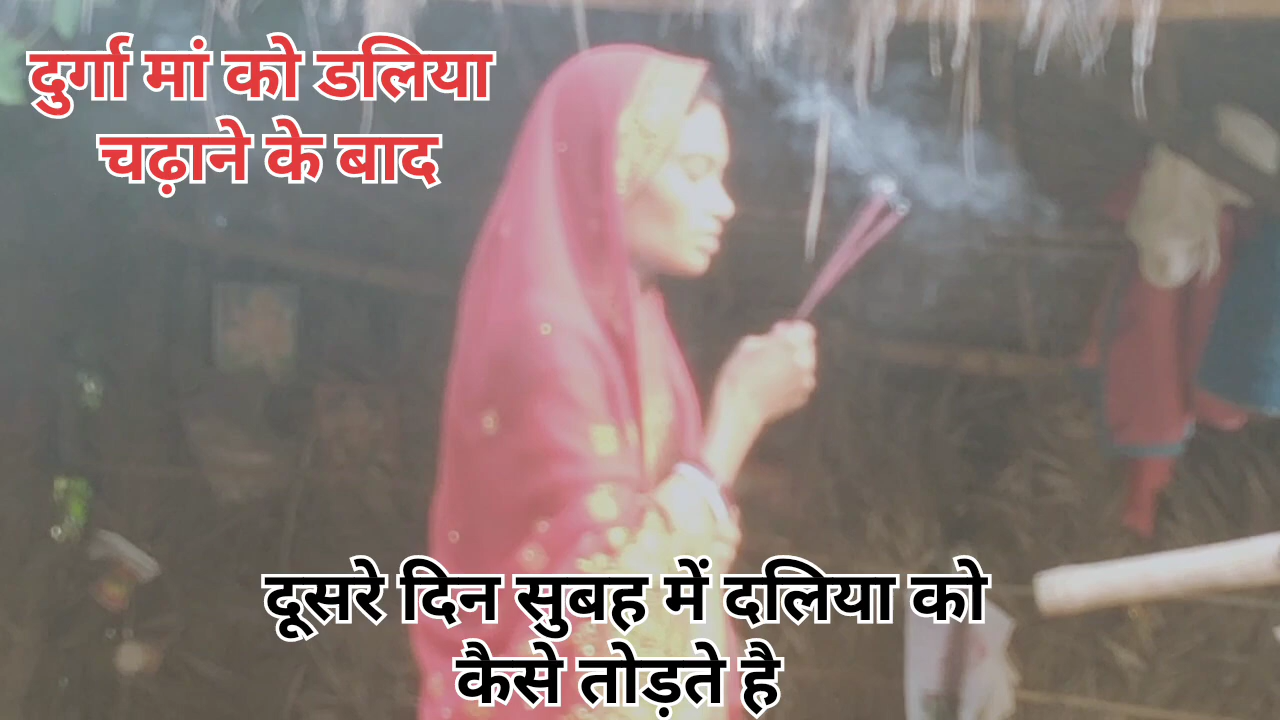 दुर्गा मां को डलिया
चढ़ाने के बाद
दूसरे दिन सुबह में दलिया को
कैसे तोड़ते है